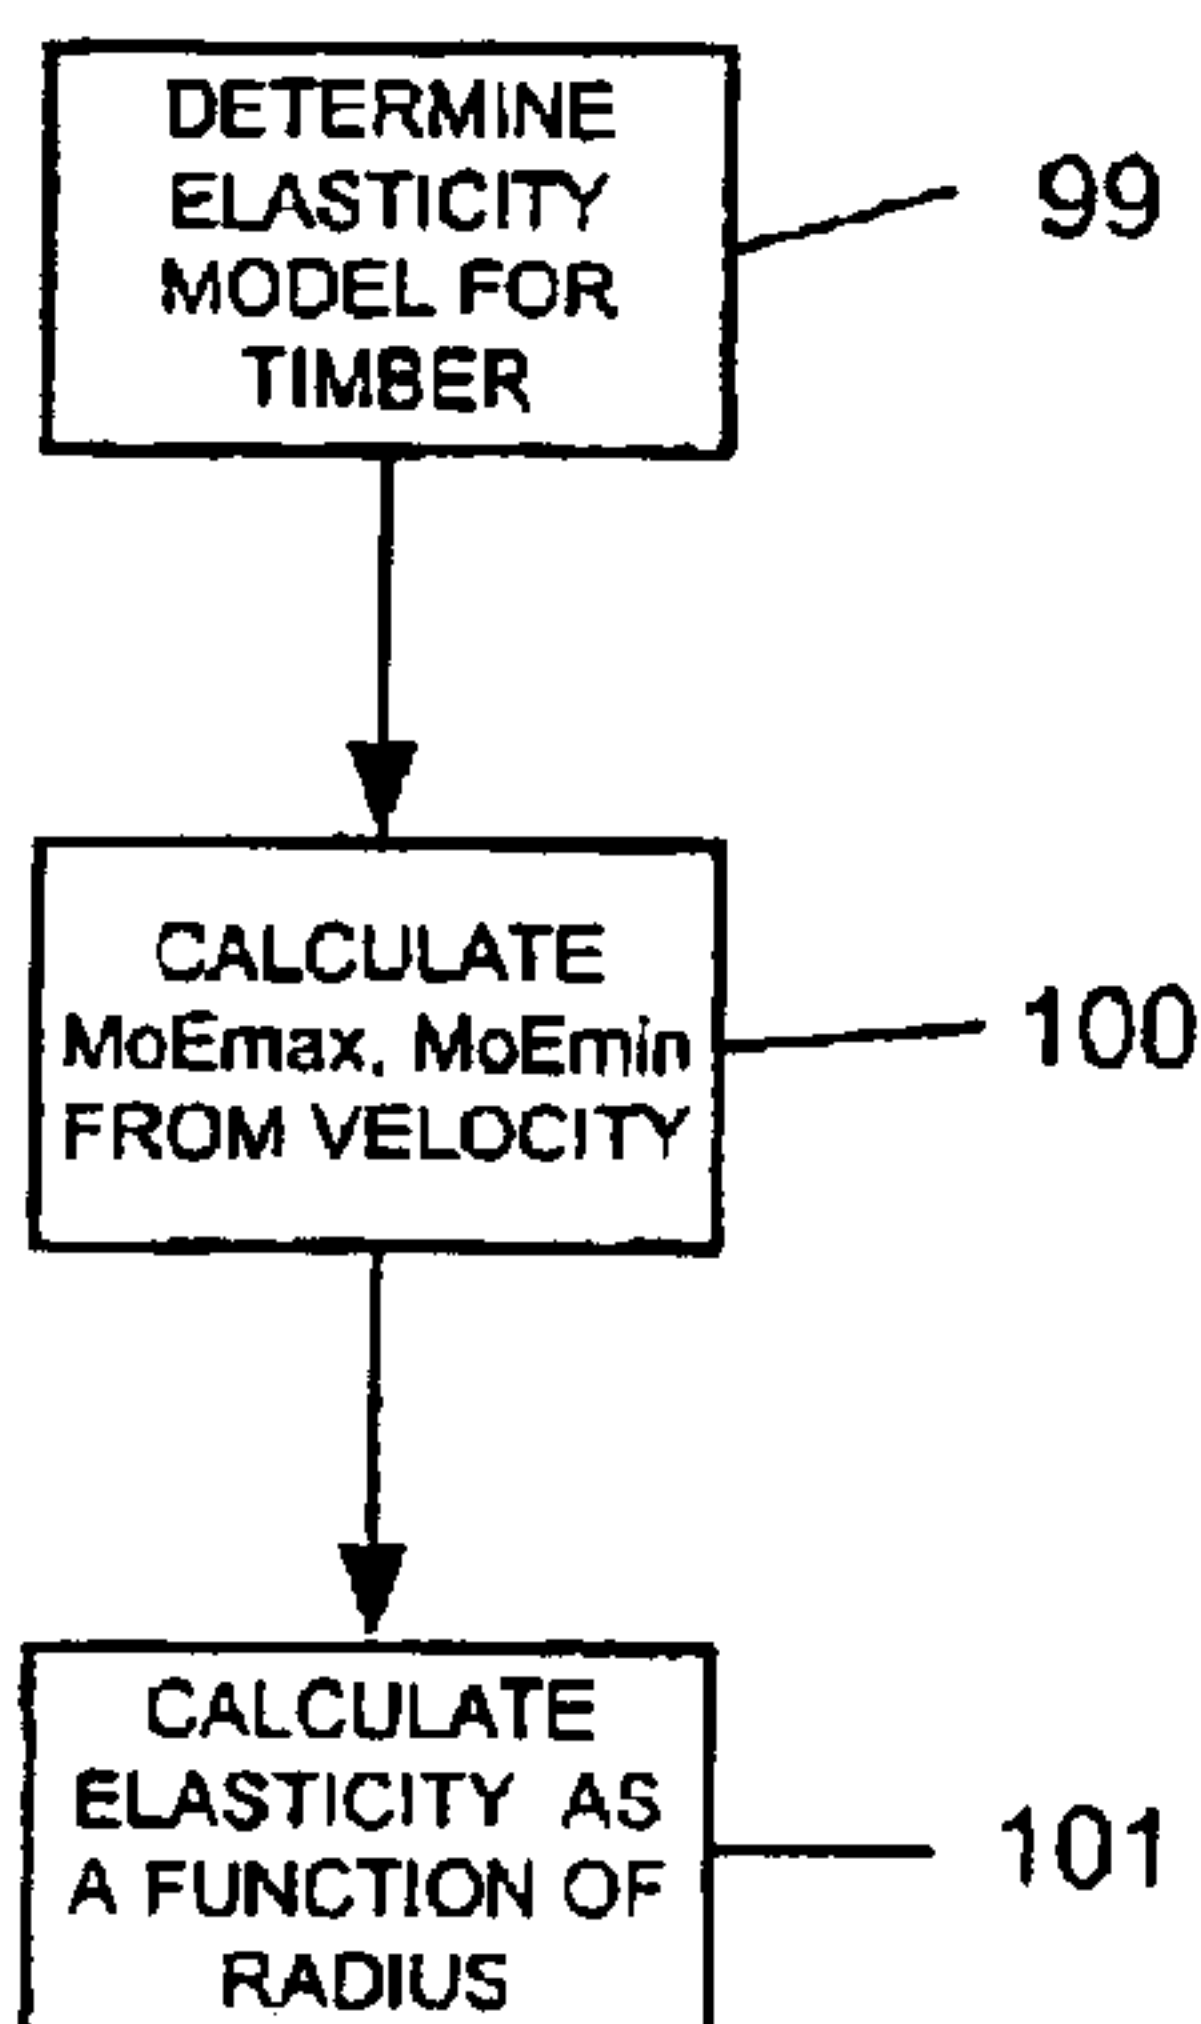 DETERMINE
ELASTICITY
MODEL FOR
TIMBER
99
CALCULATE
MoEmax, MoEmin
FROM VELOCITY
100
CALCULATE
ELASTICITY AS
A FUNCTION OF
RADIUS
101